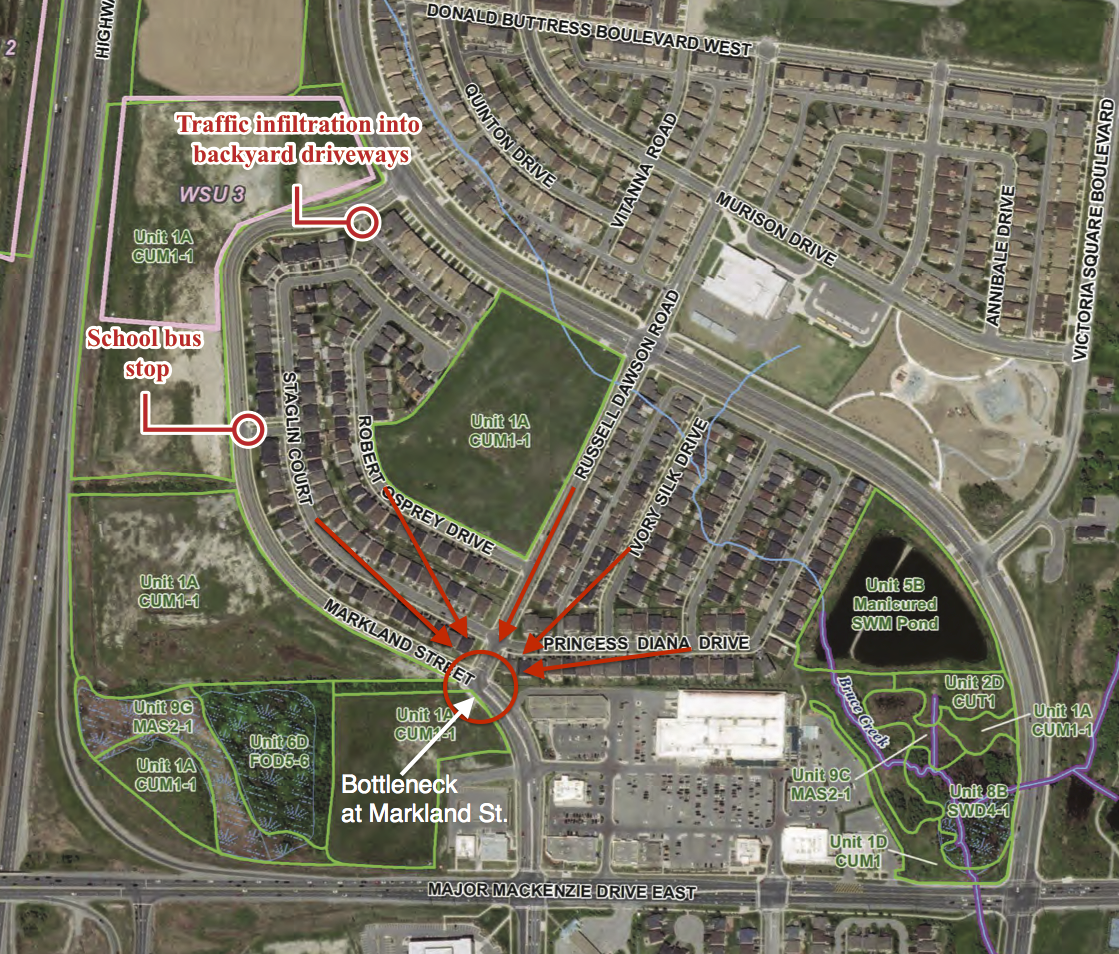 DONALD BUTTRESS BOULEVARD WEST
2
HIGHW
QUINTON DRIVE
VITANNA ROAD
VICTORIA SQUARE BOULEVARD
Traffic infiltration into
backyard driveways
WSU 3
MURISON DRIVE
ANNIBALE DRIVE
Unit 1A
CUM1-1
School bus
stop
RUSSELL DAWSON ROAD
STAGLIN COURT
ROBERT OSPREY DRIVE
Unit 1A
CUM1-1
IVORY SILK DRIVE
Unit 1A
CUM1-1
MARKLAND STREET
PRINCESS DIANA DRIVE
Unit 5B
Manicured
SWM Pond
Bruce Creek
Unit 2D
CUT1
Unit 9G
MAS2-1
Unit 1A
CUM1-1
Unit 1A
CUM1-1
Unit 6D
FOD5-6
Unit 1A
CUM1-1
Bottleneck
at Markland St.
Unit 9C
MAS2-1
Unit 8B
SWD4-1
Unit 1D
CUM1
MAJOR MACKENZIE DRIVE EAST